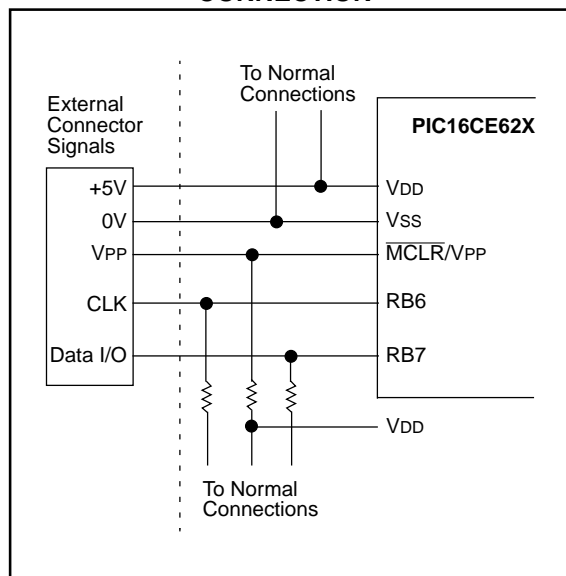 CONNECTION
To Normal
Connections
External
Connector
Signals
PIC16CE62X
+5V
VDD
0V
VSS
VPP
MCLR/VPP
CLK
RB6
Data I/O
RB7
VDD
To Normal
Connections